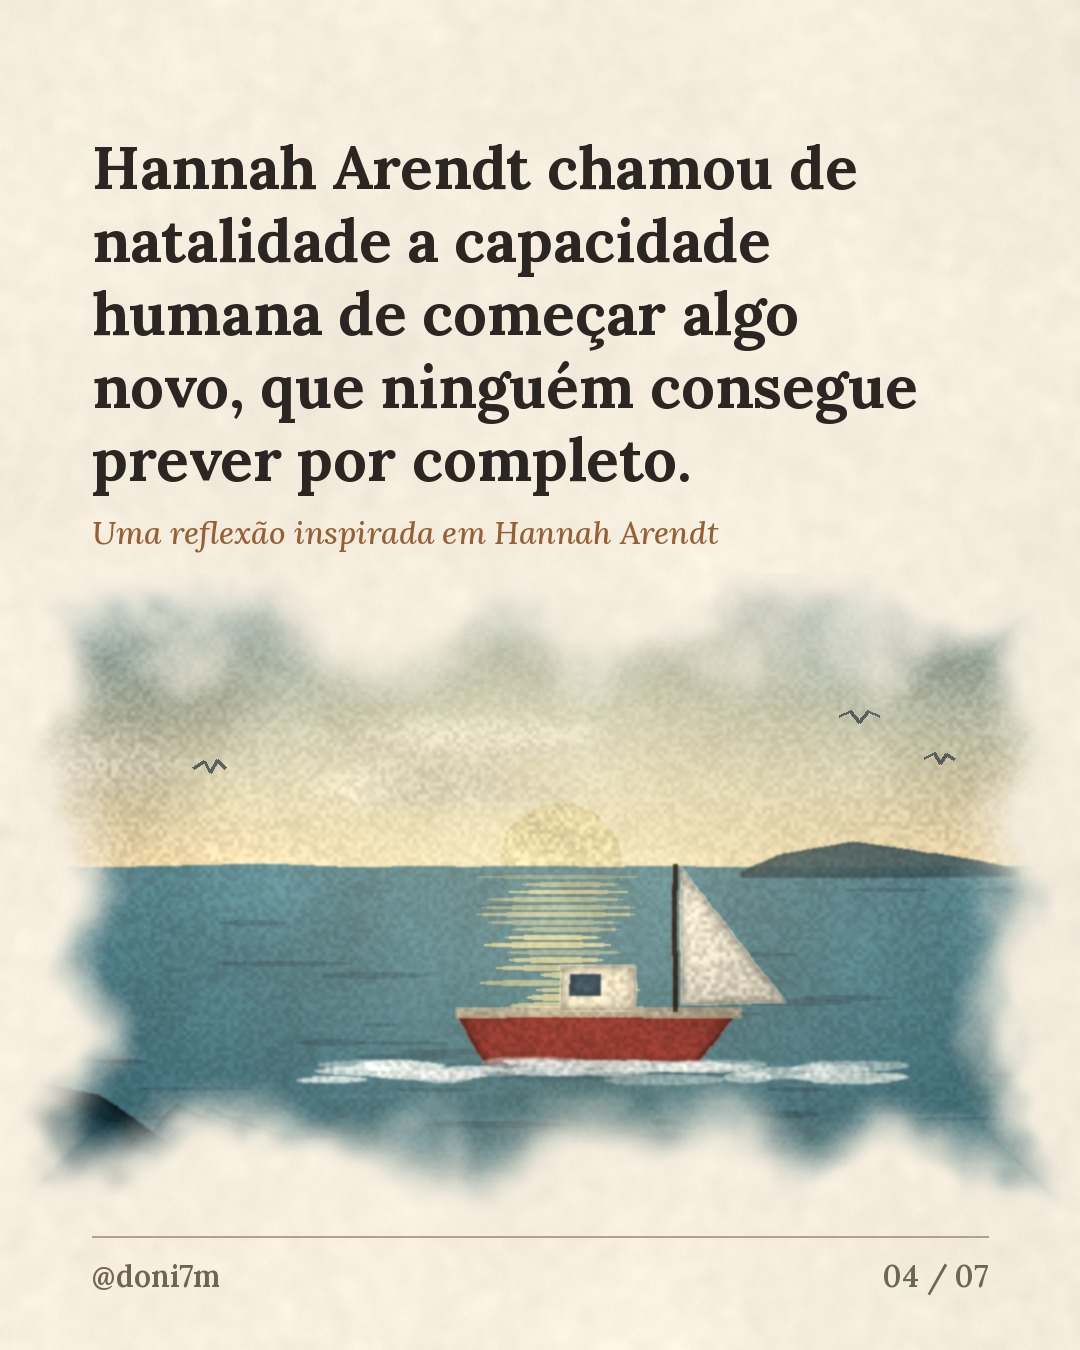 Hannah Arendt chamou de
natalidade a capacidade
humana de começar algo
novo, que ninguém consegue
prever por completo.
Uma reflexão inspirada em Hannah Arendt
@doni7m
04 / 07